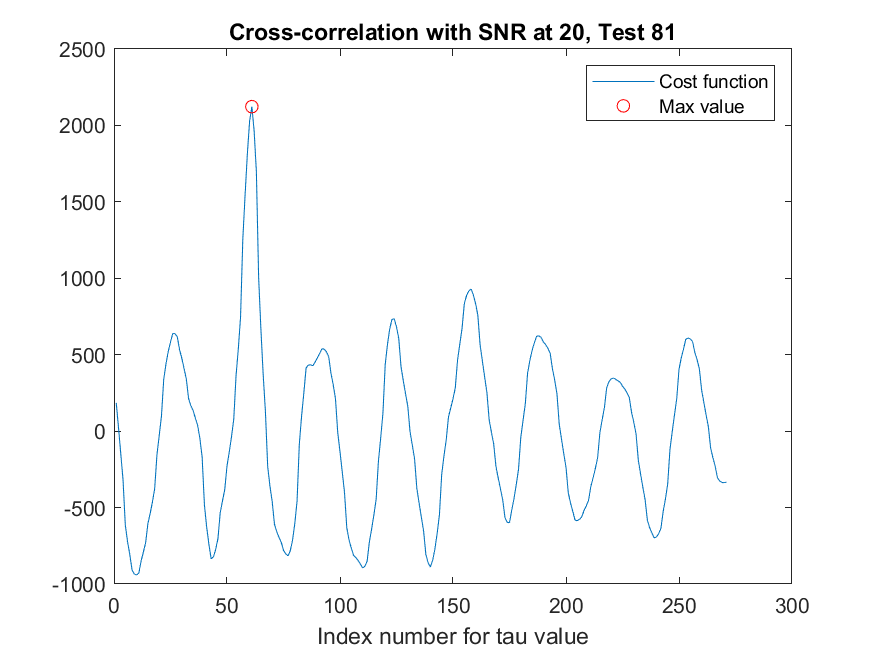 Cross-correlation with SNR at 20, Test 81
2500
2000
1500
1000
500
0
-500
-1000
0 50 100 150 200 250 300
Index number for tau value
Cost function
Max value